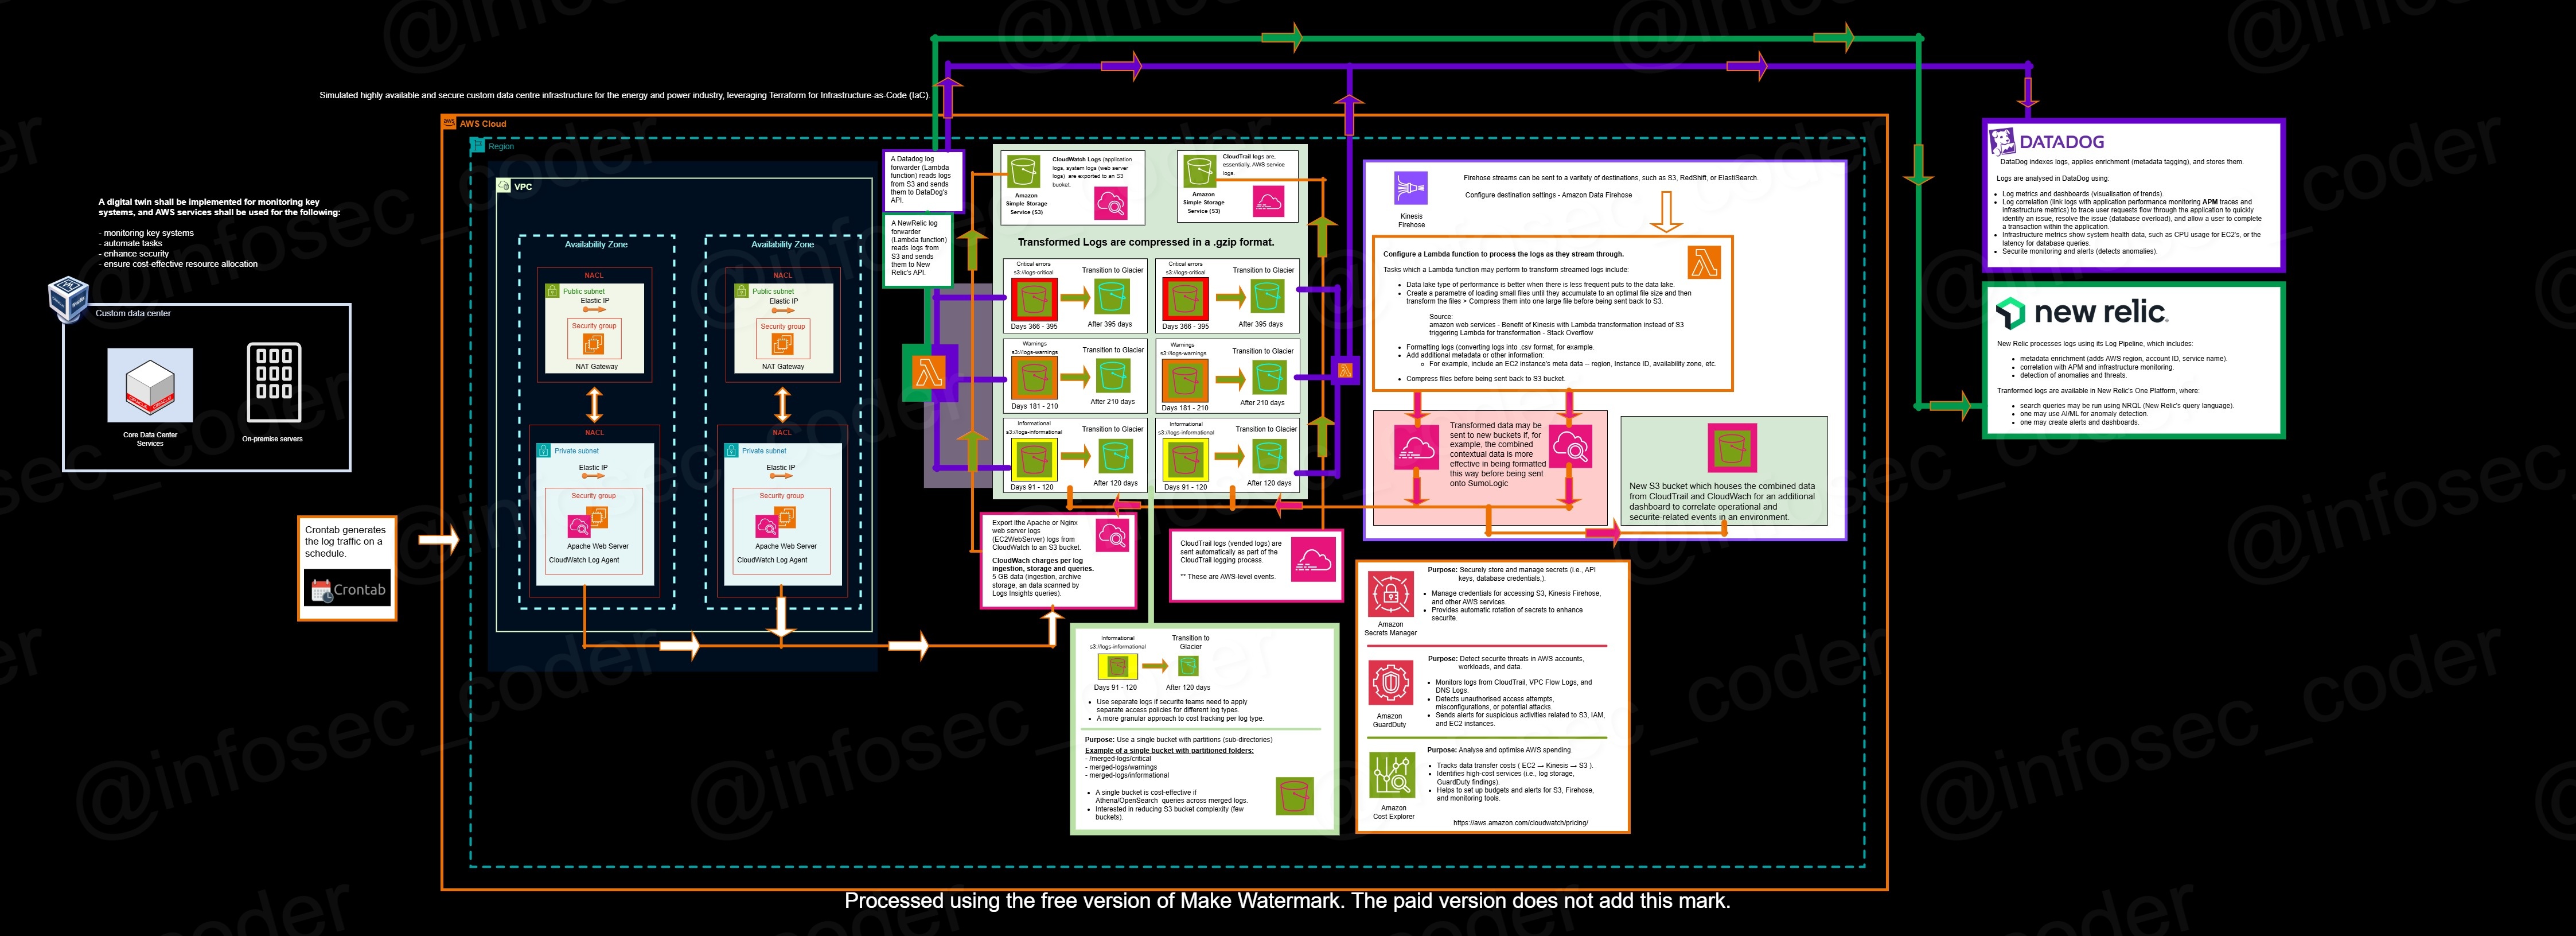 Simulated highly available and secure custom data centre infrastructure for the energy and power industry, leveraging Terraform for Infrastructure-as-Code (IaC).
A digital twin shall be implemented for monitoring key
systems, and AWS services shall be used for the following:
- monitoring key systems
- automate tasks
- enhance security
- ensure cost-effective resource allocation
Custom data center
Core Data Center
Services
On-premise servers
Crontab generates
the log traffic on a
schedule.
Crontab
AWS Cloud
Region
VPC
Availability Zone
NACL
Public subnet
Elastic IP
Security group
NAT Gateway
NACL
Private subnet
Elastic IP
Security group
Apache Web Server
CloudWatch Log Agent
Availability Zone
NACL
Public subnet
Elastic IP
Security group
NAT Gateway
NACL
Private subnet
Elastic IP
Security group
Apache Web Server
CloudWatch Log Agent
A Datadog log
forwarder (Lambda
function) reads logs
from S3 and sends
them to DataDog's
API.
A NewRelic log
forwarder
(Lambda function)
reads logs from
S3 and sends
them to New
Relic's API.
CloudWatch Logs (application
logs, system logs (web server
logs) are exported to an S3
bucket.
Amazon
Simple Storage
Service (S3)
CloudTrail logs are,
essentially, AWS service
logs.
Amazon
Simple Storage
Service (S3)
Transformed Logs are compressed in a .gzip format.
Critical errors
s3://logs-critical
Transition to Glacier
Days 366 - 395
After 395 days
Critical errors
s3://logs-critical
Transition to Glacier
Days 366 - 395
After 395 days
Warnings
s3://logs-warnings
Transition to Glacier
Days 181 - 210
After 210 days
Warnings
s3://logs-warnings
Transition to Glacier
Days 181 - 210
After 210 days
Informational
s3://logs-informational
Transition to Glacier
Days 91 - 120
After 120 days
Informational
s3://logs-informational
Transition to Glacier
Days 91 - 120
After 120 days
Export lthe Apache or Nginx
web server logs
(EC2WebServer) logs from
CloudWatch to an S3 bucket.
CloudWach charges per log
ingestion, storage and queries.
5 GB data (ingestion, archive
storage, an data scanned by
Logs Insights queries).
CloudTrail logs (vended logs) are
sent automatically as part of the
CloudTrail logging process.
** These are AWS-level events.
Informational
s3://logs-informational
Transition to
Glacier
Days 91 - 120
After 120 days
• Use separate logs if securite teams need to apply
separate access policies for different log types.
• A more granular approach to cost tracking per log type.
Purpose: Use a single bucket with partitions (sub-directories)
Example of a single bucket with partitioned folders:
- /merged-logs/critical
- merged-logs/warnings
- merged-logs/informational
• A single bucket is cost-effective if
Athena/OpenSearch queries across merged logs.
• Interested in reducing S3 bucket complexity (few
buckets).
Kinesis
Firehose
Firehose streams can be sent to a varitety of destinations, such as S3, RedShift, or ElastiSearch.
Configure destination settings - Amazon Data Firehose
Configure a Lambda function to process the logs as they stream through.
Tasks which a Lambda function may perform to transform streamed logs include:
• Data lake type of performance is better when there is less frequent puts to the data lake.
• Create a parametre of loading small files until they accumulate to an optimal file size and then
transform the files > Compress them into one large file before being sent back to S3.
Source:
amazon web services - Benefit of Kinesis with Lambda transformation instead of S3
triggering Lambda for transformation - Stack Overflow
• Formatting logs (converting logs into .csv format, for example.
• Add additional metadata or other information:
○ For example, include an EC2 instance's meta data -- region, Instance ID, availability zone, etc.
• Compress files before being sent back to S3 bucket.
Transformed data may be
sent to new buckets if, for
example, the combined
contextual data is more
effective in being formatted
this way before being sent
onto SumoLogic
New S3 bucket which houses the combined data
from CloudTrail and CloudWach for an additional
dashboard to correlate operational and
security-related events in an environment.
Amazon
Secrets Manager
Purpose: Securely store and manage secrets (i.e., API
keys, database credentials,).
• Manage credentials for accessing S3, Kinesis Firehose,
and other AWS services.
• Provides automatic rotation of secrets to enhance
securite.
Amazon
GuardDuty
Purpose: Detect securite threats in AWS accounts,
workloads, and data.
• Monitors logs from CloudTrail, VPC Flow Logs, and
DNS Logs.
• Detects unauthorised access attempts,
misconfigurations, or potential attacks.
• Sends alerts for suspicious activities related to S3, IAM,
and EC2 instances.
Amazon
Cost Explorer
Purpose: Analyse and optimise AWS spending.
• Tracks data transfer costs ( EC2 → Kinesis → S3 ).
• Identifies high-cost services (i.e., log storage,
GuardDuty findings).
• Helps to set up budgets and alerts for S3, Firehose,
and monitoring tools.
https://aws.amazon.com/cloudwatch/pricing/
DATADOG
DataDog indexes logs, applies enrichment (metadata tagging), and stores them.
Logs are analysed in DataDog using:
• Log metrics and dashboards (visualisation of trends).
• Log correlation (link logs with application performance monitoring APM traces and
infrastructure metrics) to trace user requests flow through the application to quickly
identify an issue, resolve the issue (database overload), and allow a user to complete
a transaction within the application.
• Infrastructure metrics show system health data, such as CPU usage for EC2's, or the
latency for database queries.
• Security monitoring and alerts (detects anomalies).
new relic.
New Relic processes logs using its Log Pipeline, which includes:
• metadata enrichment (adds AWS region, account ID, service name).
• correlation with APM and infrastructure monitoring.
• detection of anomalies and threats.
Tranformed logs are available in New Relic's One Platform, where:
• search queries may be run using NRQL (New Relic's query language).
• one may use AI/ML for anomaly detection.
• one may create alerts and dashboards.
@infosec_coder
Processed using the free version of Make Watermark. The paid version does not add this mark.